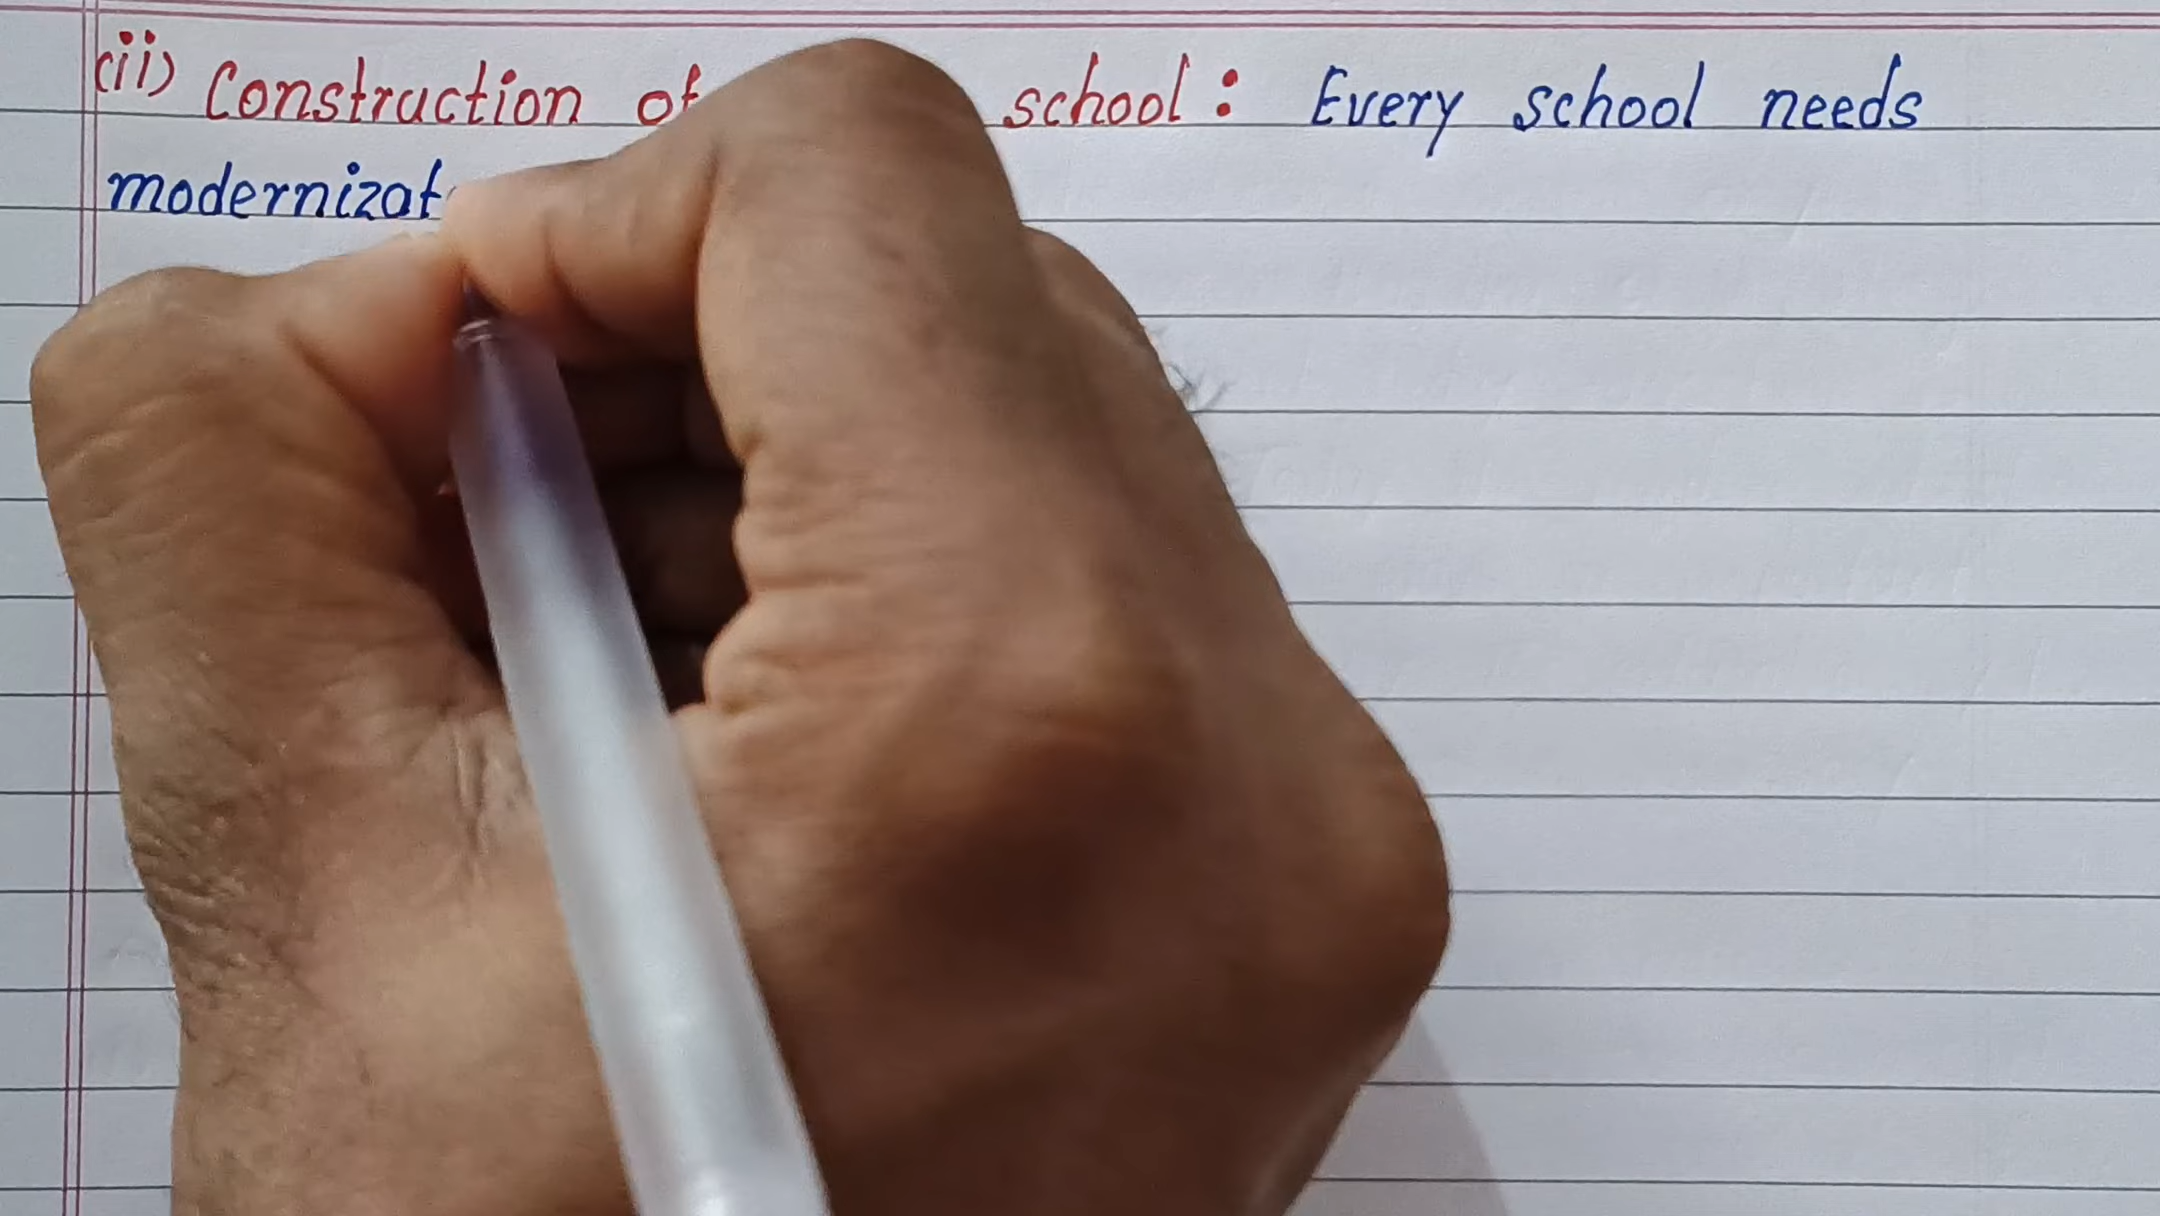 (ii) Construction of school: Every school needs
modernizat